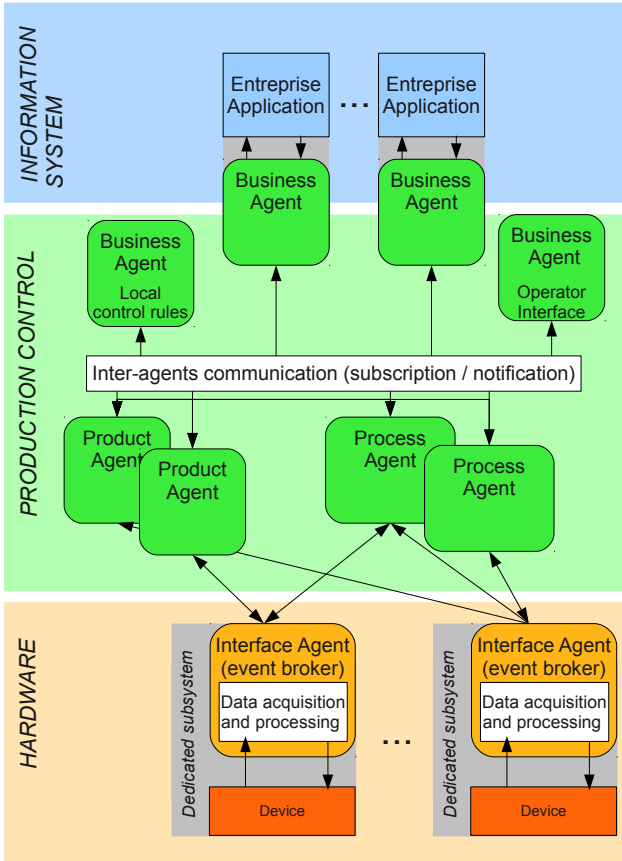 INFORMATION
SYSTEM
Entreprise
Application
...
Entreprise
Application
Business
Agent
Business
Agent
PRODUCTION CONTROL
Business
Agent
Local
control rules
Business
Agent
Operator
Interface
Inter-agents communication (subscription / notification)
Product
Agent
Product
Agent
Process
Agent
Process
Agent
HARDWARE
Dedicated subsystem
Interface Agent
(event broker)
Data acquisition
and processing
Device
...
Dedicated subsystem
Interface Agent
(event broker)
Data acquisition
and processing
Device